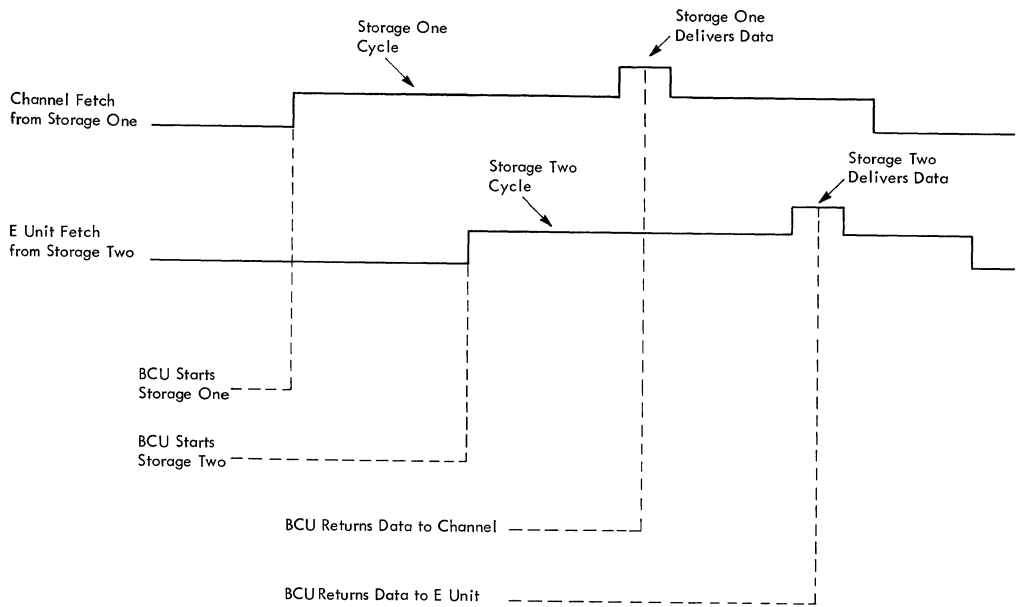 Storage One
Delivers Data
Storage One
Cycle
Channel Fetch
from Storage One
Storage Two
Delivers Data
Storage Two
Cycle
E Unit Fetch
from Storage Two
BCU Starts
Storage One
BCU Starts
Storage Two
BCU Returns Data to Channel
BCU Returns Data to E Unit